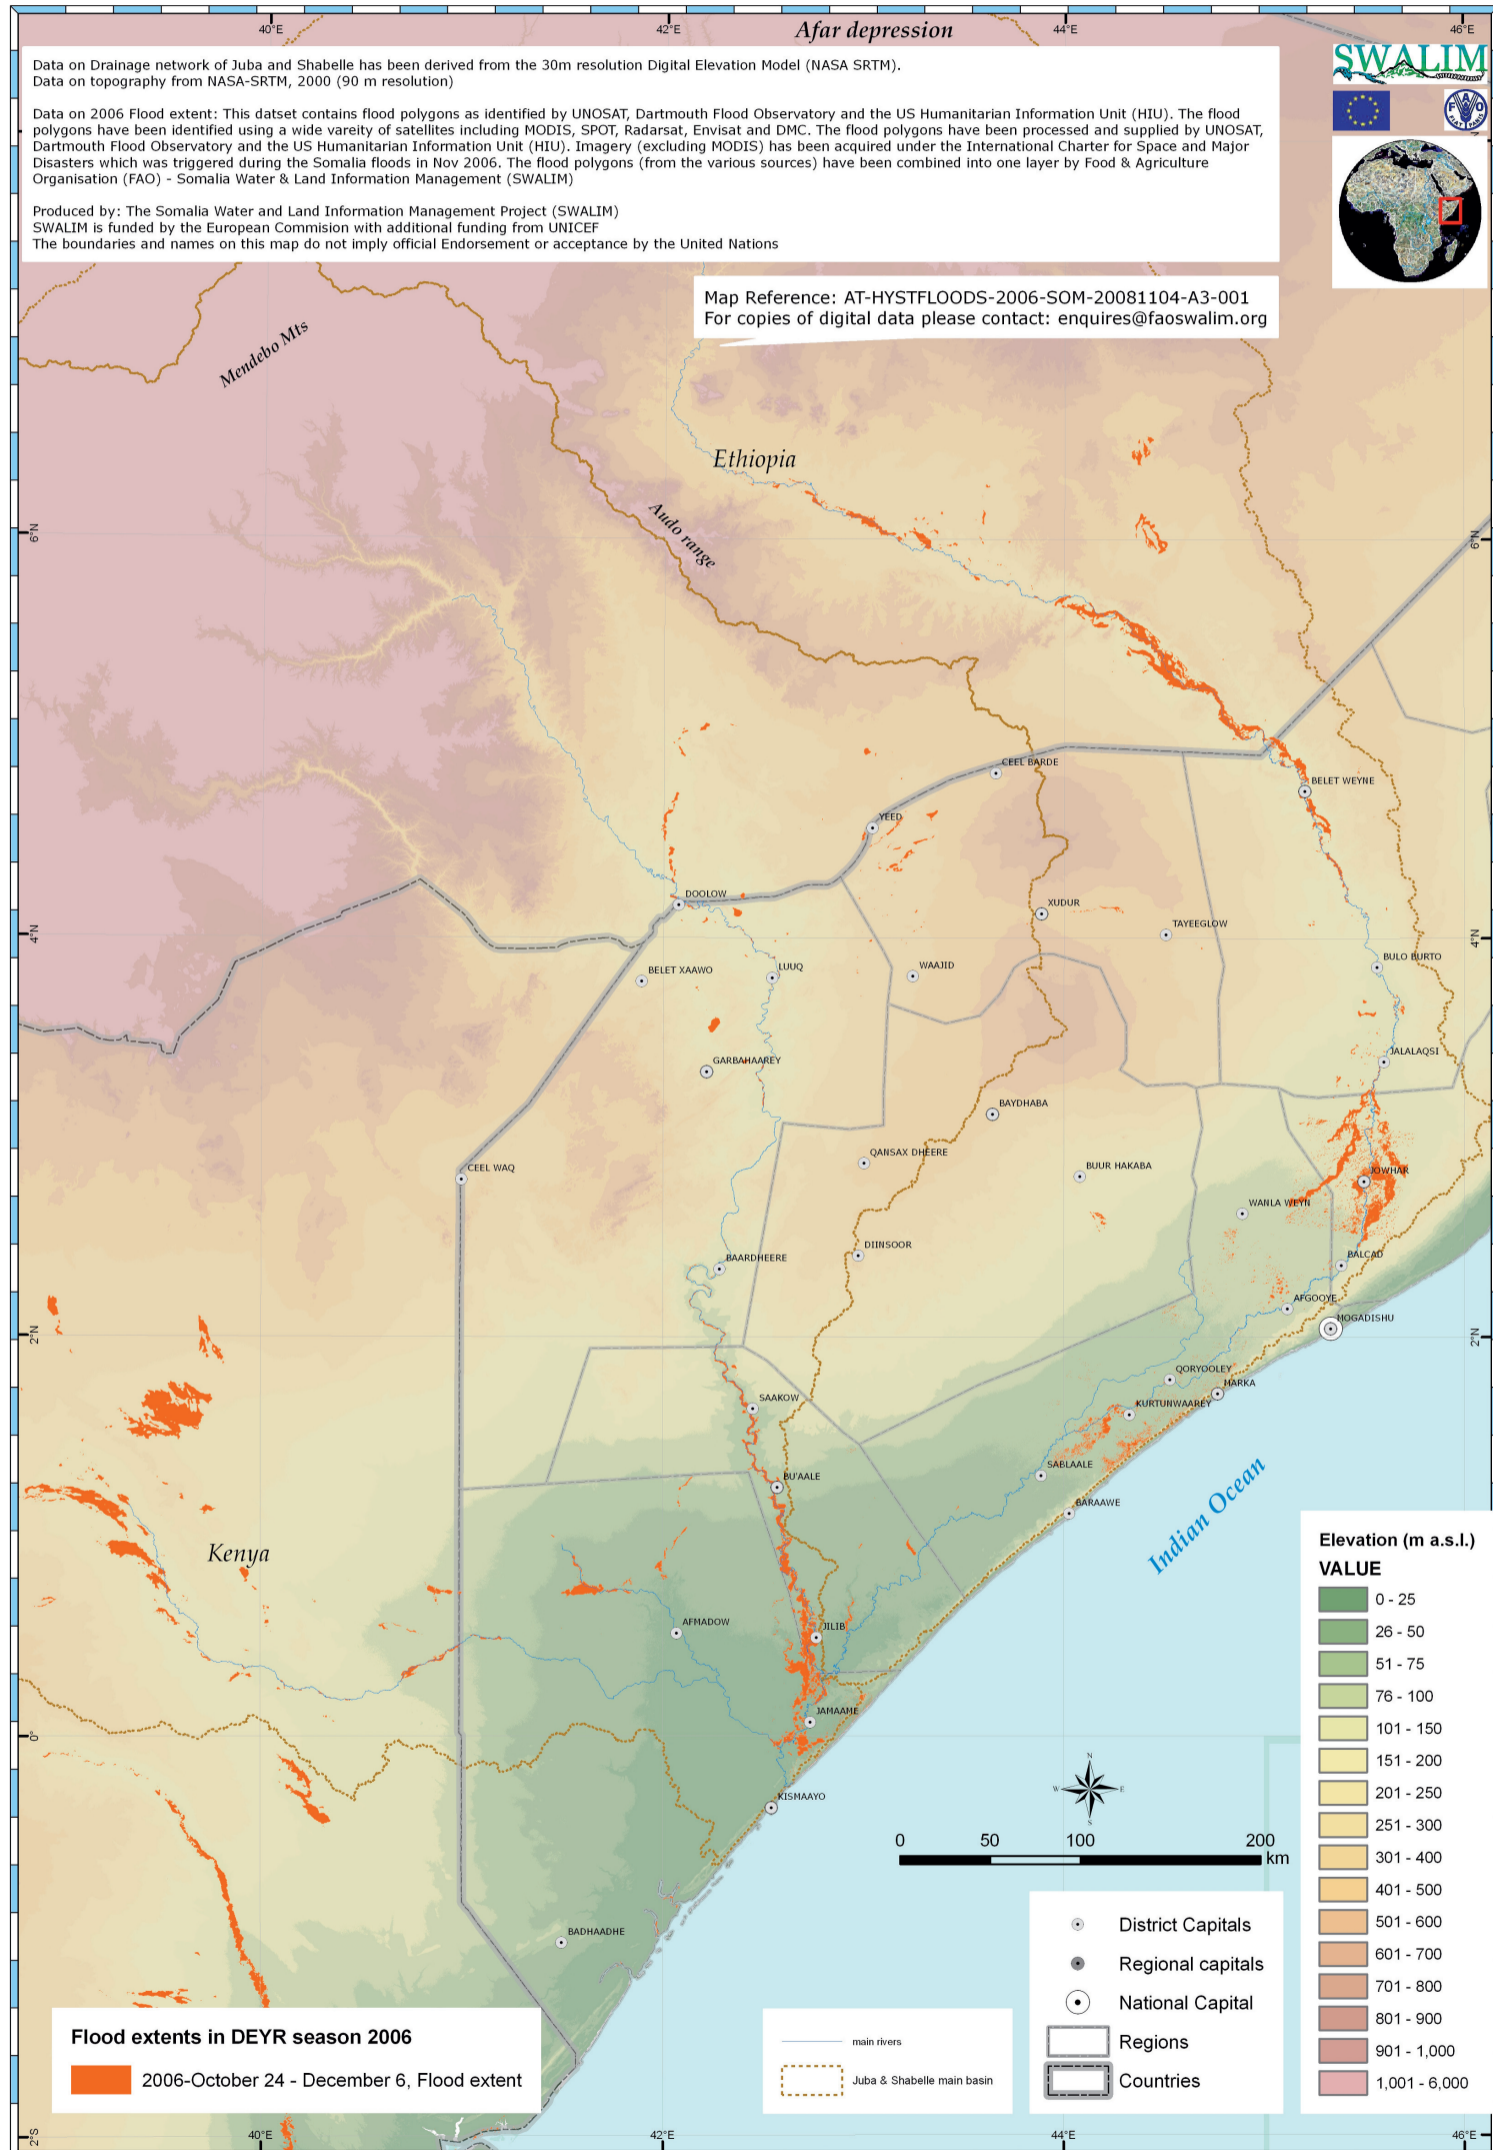 40°E
42°E
Afar depression
44°E
46°E
Data on Drainage network of Juba and Shabelle has been derived from the 30m resolution Digital Elevation Model (NASA SRTM).
Data on topography from NASA-SRTM, 2000 (90 m resolution)
Data on 2006 Flood extent: This datset contains flood polygons as identified by UNOSAT, Dartmouth Flood Observatory and the US Humanitarian Information Unit (HIU). The flood
polygons have been identified using a wide vareity of satellites including MODIS, SPOT, Radarsat, Envisat and DMC. The flood polygons have been processed and supplied by UNOSAT,
Dartmouth Flood Observatory and the US Humanitarian Information Unit (HIU). Imagery (excluding MODIS) has been acquired under the International Charter for Space and Major
Disasters which was triggered during the Somalia floods in Nov 2006. The flood polygons (from the various sources) have been combined into one layer by Food & Agriculture
Organisation (FAO) - Somalia Water & Land Information Management (SWALIM)
Produced by: The Somalia Water and Land Information Management Project (SWALIM)
SWALIM is funded by the European Commision with additional funding from UNICEF
The boundaries and names on this map do not imply official Endorsement or acceptance by the United Nations
SWALIM
FAO
FIAT PANIS
Map Reference: AT-HYSTFLOODS-2006-SOM-20081104-A3-001
For copies of digital data please contact: enquires@faoswalim.org
Mendebo Mts
Ethiopia
Audo range
6°N
6°N
CEEL BARDE
BELET WEYNE
YEED
DOOLOW
XUDUR
TAYEEGLOW
4°N
4°N
BELET XAAWO
LUUQ
WAAJID
BULO BURTO
GARBAHAAREY
JALALAQSI
BAYDHABA
QANSAX DHEERE
CEEL WAQ
BUUR HAKABA
JOWHAR
WANLA WEYN
DIINSOOR
BAARDHEERE
BALCAD
AFGOOYE
MOGADISHU
2°N
2°N
QORYOOLEY
MARKA
SAAKOW
KURTUNWAAREY
SABLAALE
BU'AALE
BARAAWE
Indian Ocean
Kenya
AFMADOW
JILIB
JAMAAME
0°
KISMAAYO
BADHAADHE
N
W
E
S
0
50
100
200
km
Elevation (m a.s.l.)
VALUE
0 - 25
26 - 50
51 - 75
76 - 100
101 - 150
151 - 200
201 - 250
251 - 300
301 - 400
401 - 500
501 - 600
601 - 700
701 - 800
801 - 900
901 - 1,000
1,001 - 6,000
District Capitals
Regional capitals
National Capital
Regions
Countries
main rivers
Juba & Shabelle main basin
Flood extents in DEYR season 2006
2006-October 24 - December 6, Flood extent
2°S
40°E
42°E
44°E
46°E